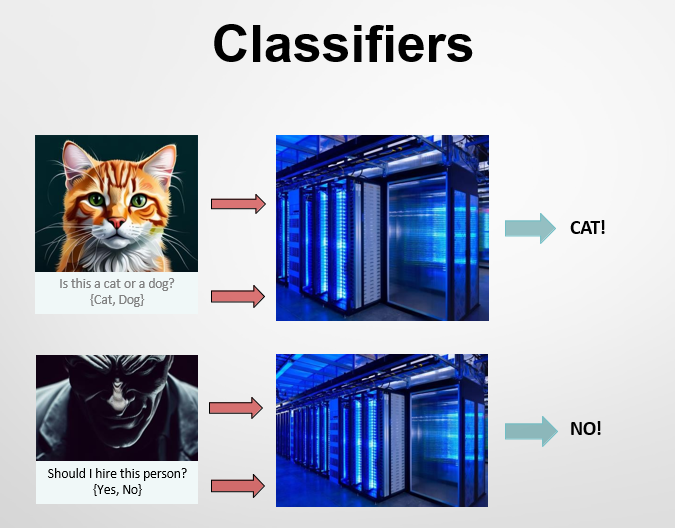 Classifiers
Is this a cat or a dog?
{Cat, Dog}
CAT!
Should I hire this person?
{Yes, No}
NO!